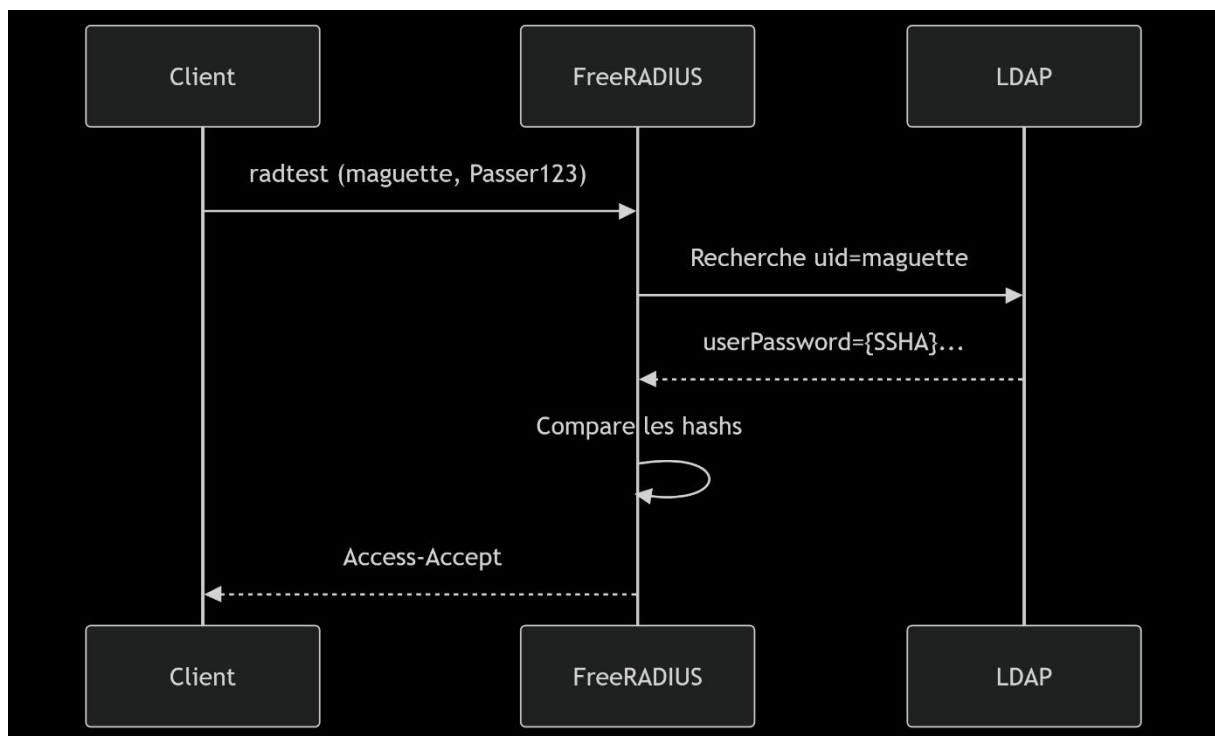 Client
FreeRADIUS
LDAP
radtest (maguette, Passer123)
Recherche uid=maguette
userPassword={SSHA}...
Compare les hashs
Access-Accept
Client
FreeRADIUS
LDAP